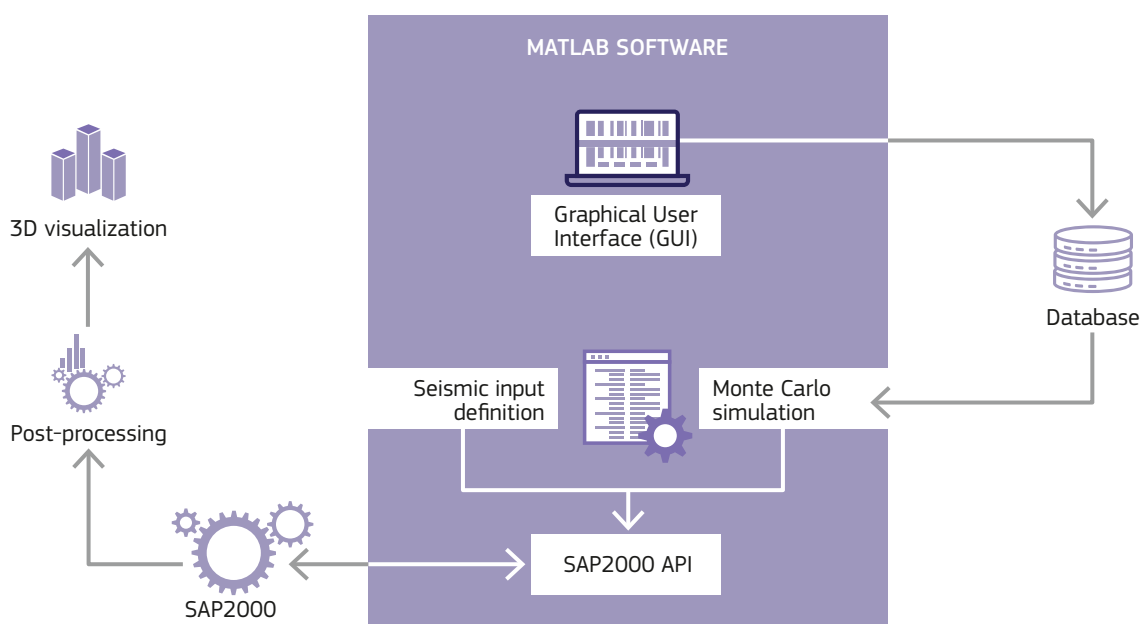 MATLAB SOFTWARE
Graphical User
Interface (GUI)
3D visualization
Database
Seismic input
definition
Monte Carlo
simulation
Post-processing
SAP2000 API
SAP2000